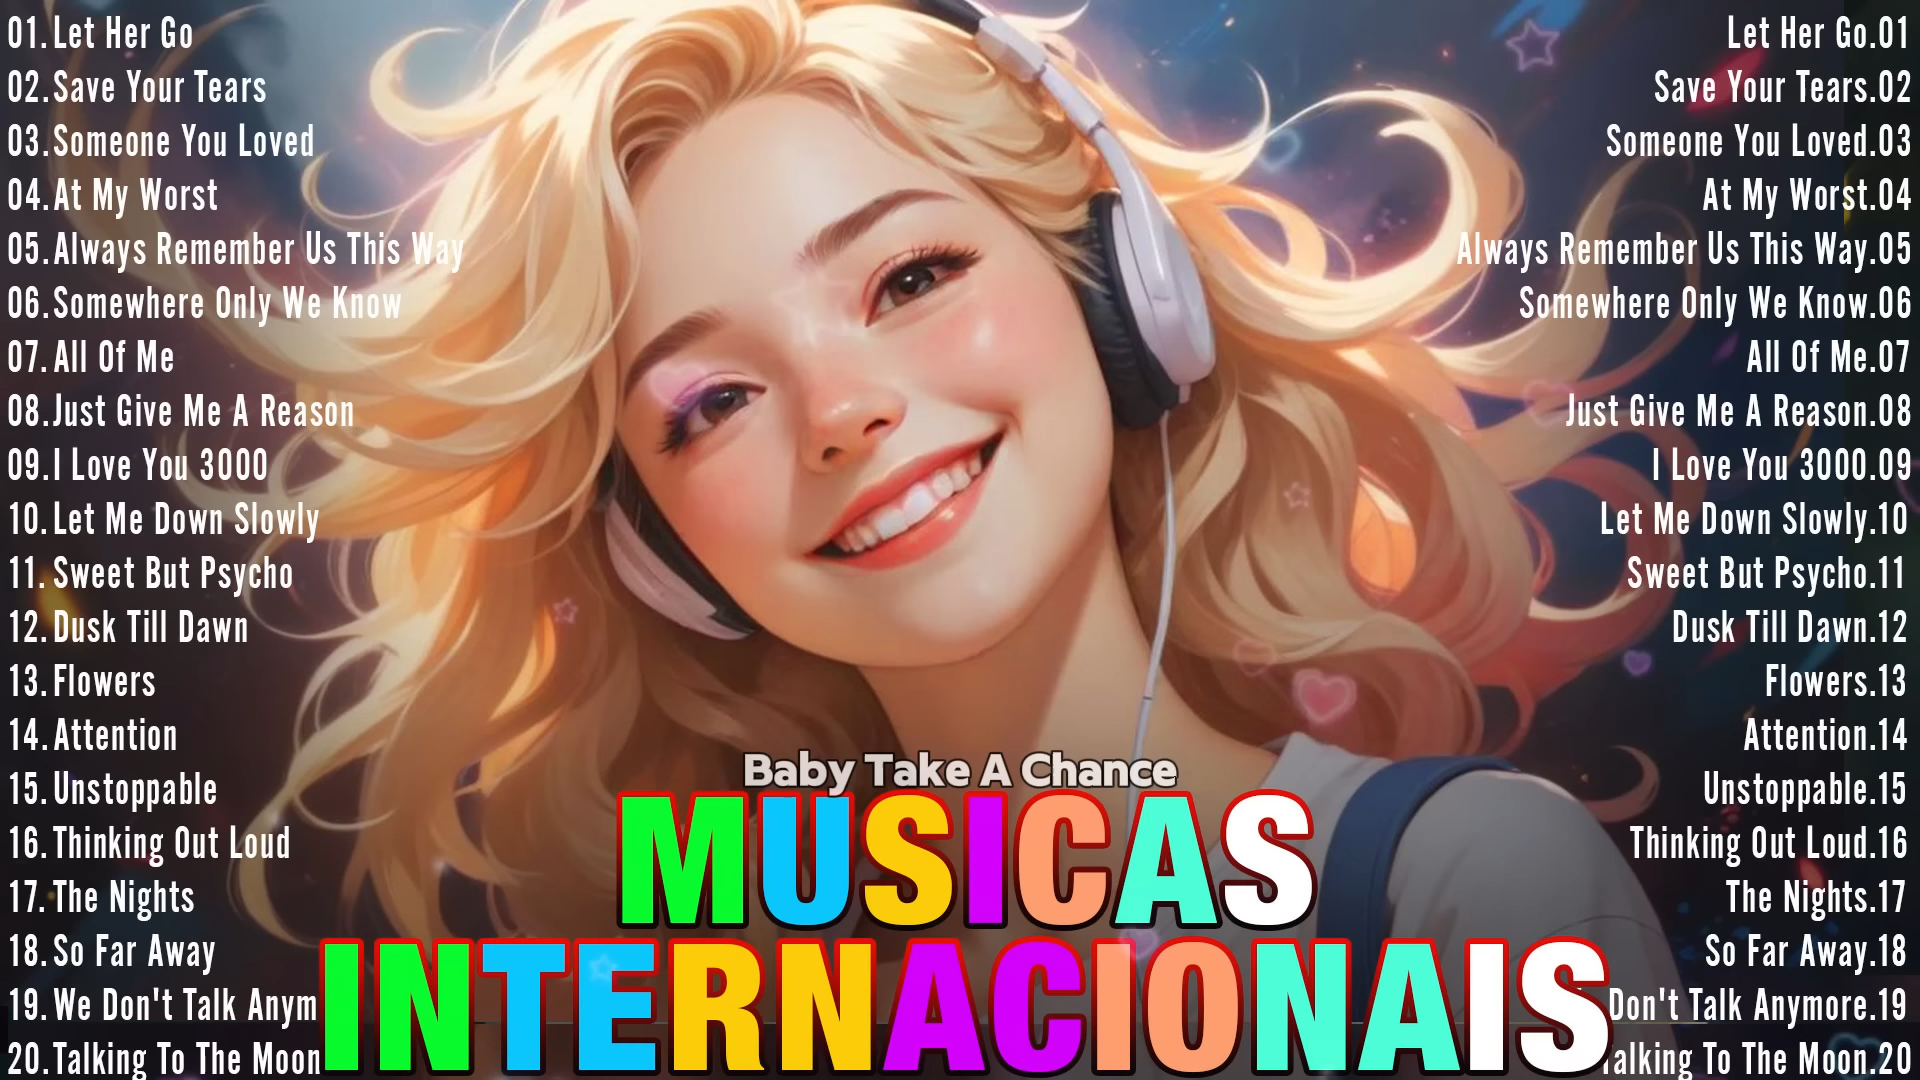 01.Let Her Go
02.Save Your Tears
03.Someone You Loved
04.At My Worst
05.Always Remember Us This Way
06.Somewhere Only We Know
07.All Of Me
08.Just Give Me A Reason
09.I Love You 3000
10.Let Me Down Slowly
11.Sweet But Psycho
12.Dusk Till Dawn
13.Flowers
14.Attention
15.Unstoppable
16.Thinking Out Loud
17.The Nights
18.So Far Away
19.We Don't Talk Anym
20.Talking To The Moon
Let Her Go.01
Save Your Tears.02
Someone You Loved.03
At My Worst.04
Always Remember Us This Way.05
Somewhere Only We Know.06
All Of Me.07
Just Give Me A Reason.08
I Love You 3000.09
Let Me Down Slowly.10
Sweet But Psycho.11
Dusk Till Dawn.12
Flowers.13
Attention.14
Unstoppable.15
Thinking Out Loud.16
The Nights.17
So Far Away.18
Don't Talk Anymore.19
alking To The Moon.20
Baby Take A Chance
MUSICAS
INTERNACIONAIS